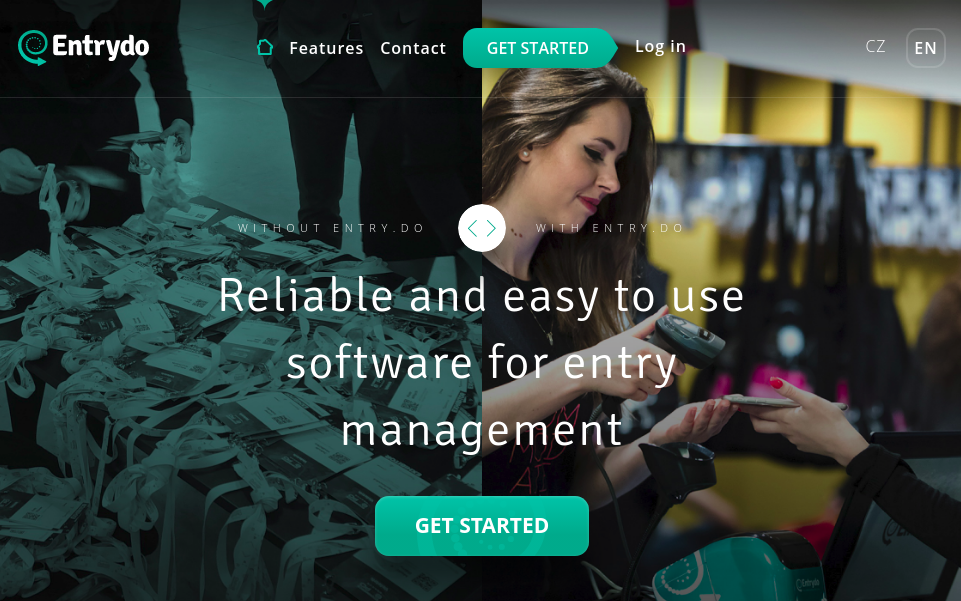 Entrydo
Features
Contact
GET STARTED
Log in
CZ
EN
WITHOUT ENTRY.DO
WITH ENTRY.DO
Reliable and easy to use
software for entry
management
GET STARTED
Entrydo